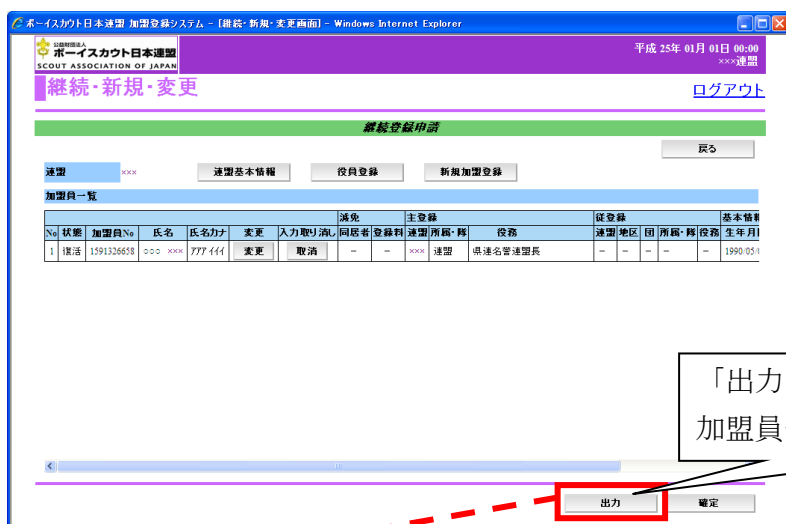 ボーイスカウト日本連盟 加盟登録システム - [継続・新規・変更画面] - Windows Internet Explorer
公益財団法人
ボーイスカウト日本連盟
SCOUT ASSOCIATION OF JAPAN
平成 25年 01月 01日 00:00
×××連盟
継続・新規・変更
ログアウト
継続登録申請
戻る
連盟 ××× 連盟基本情報 役員登録 新規加盟登録
加盟員一覧
減免 主登録 従登録 基本情報
No 状態 加盟員No 氏名 氏名カナ 変更 入力取り消し 同居者 登録料 連盟 所属・隊 役務 連盟 地区 団 所属・隊 役務 生年月
1 復活 1591326658 ○○○ ××× アアア イイイ 変更 取消 － － ××× 連盟 県連名誉連盟長 － － － － － 1990/05/
「出力
加盟員
出力 確定